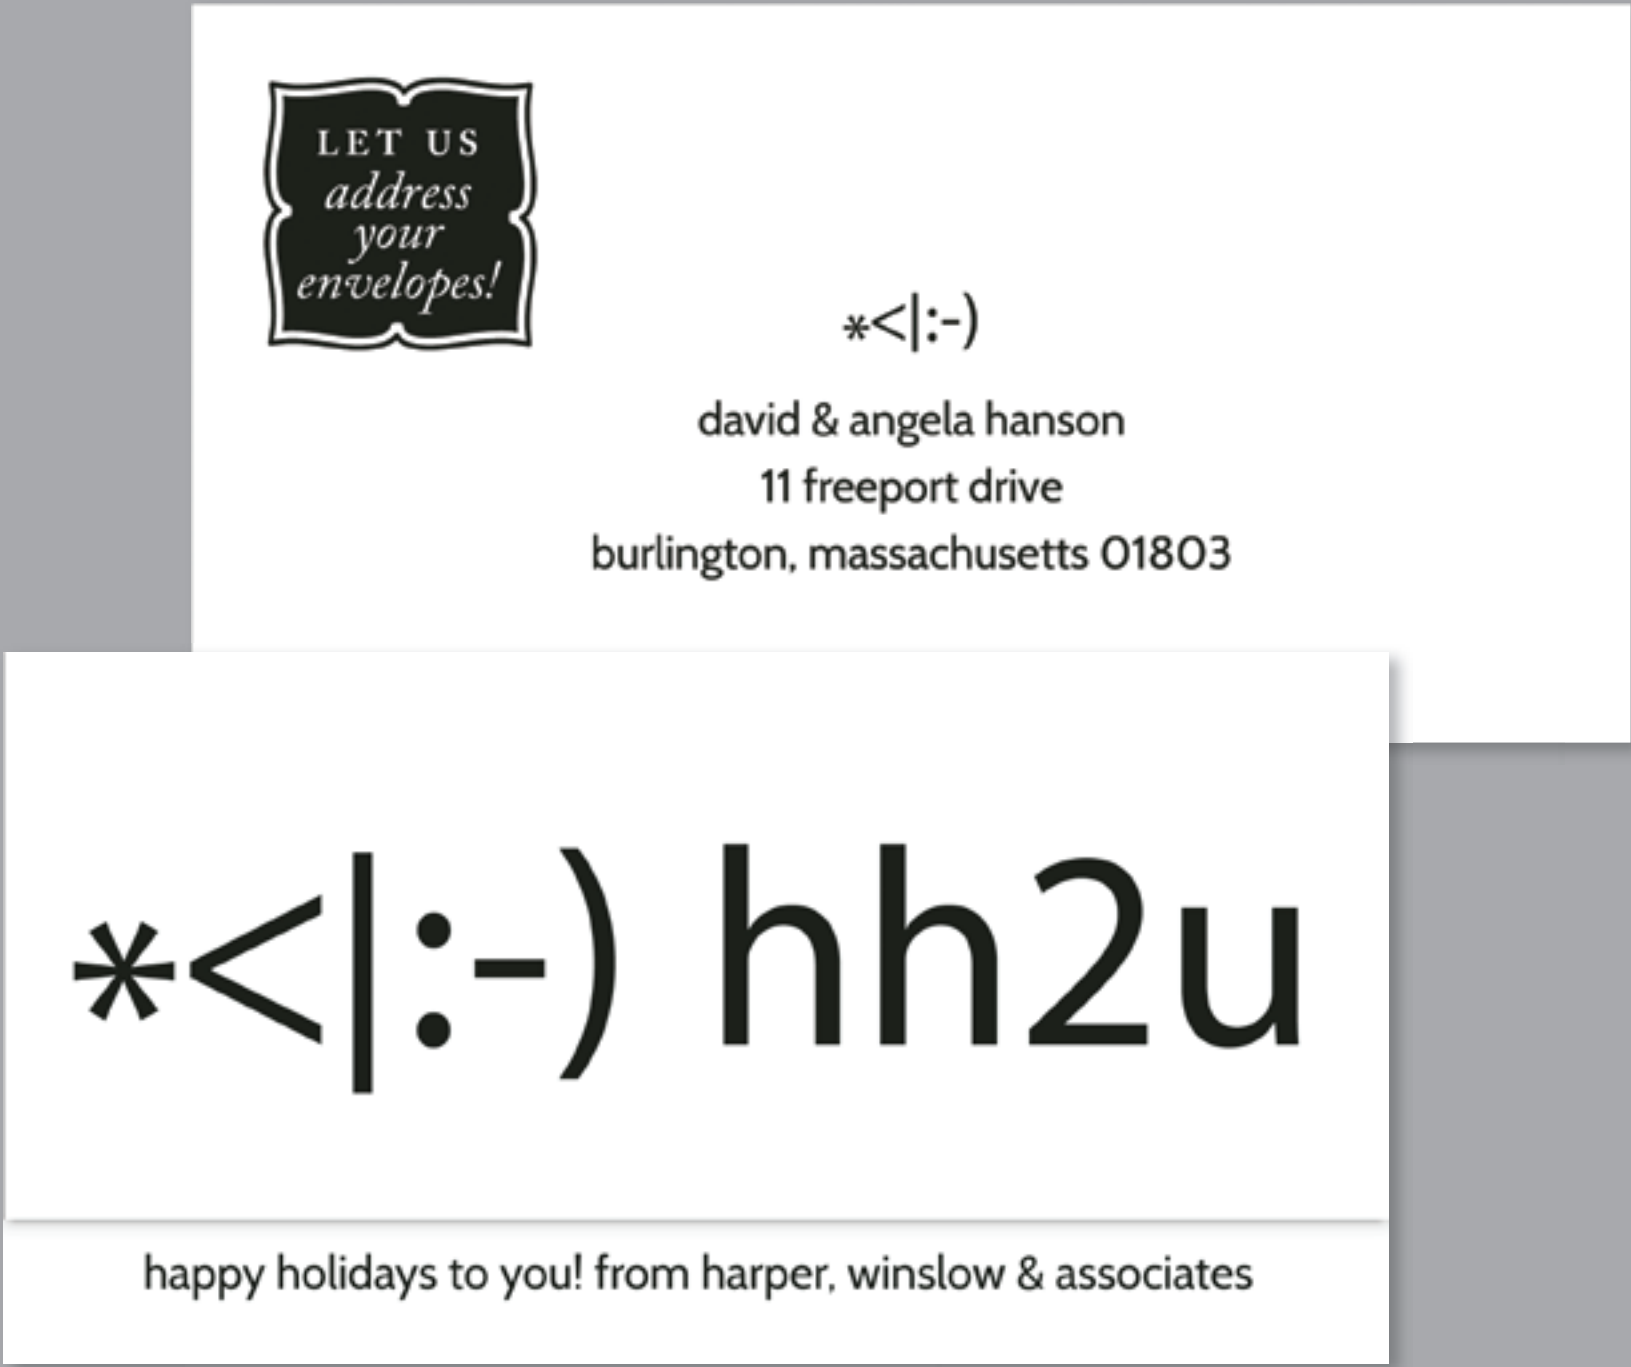 LET US
address
your
envelopes!
*<|:-)
david & angela hanson
11 freeport drive
burlington, massachusetts 01803
*<|:-) hh2u
happy holidays to you! from harper, winslow & associates